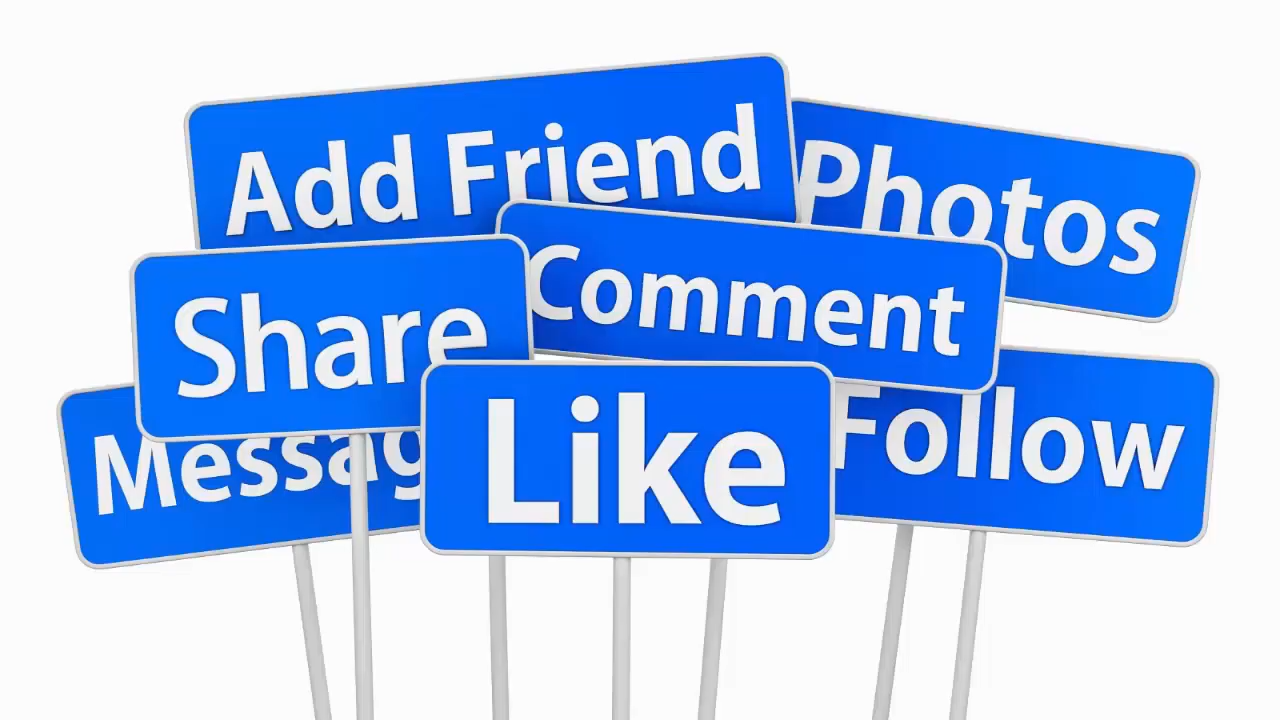 Add Friend
Photos
Comment
Share
Messag
Like
Follow